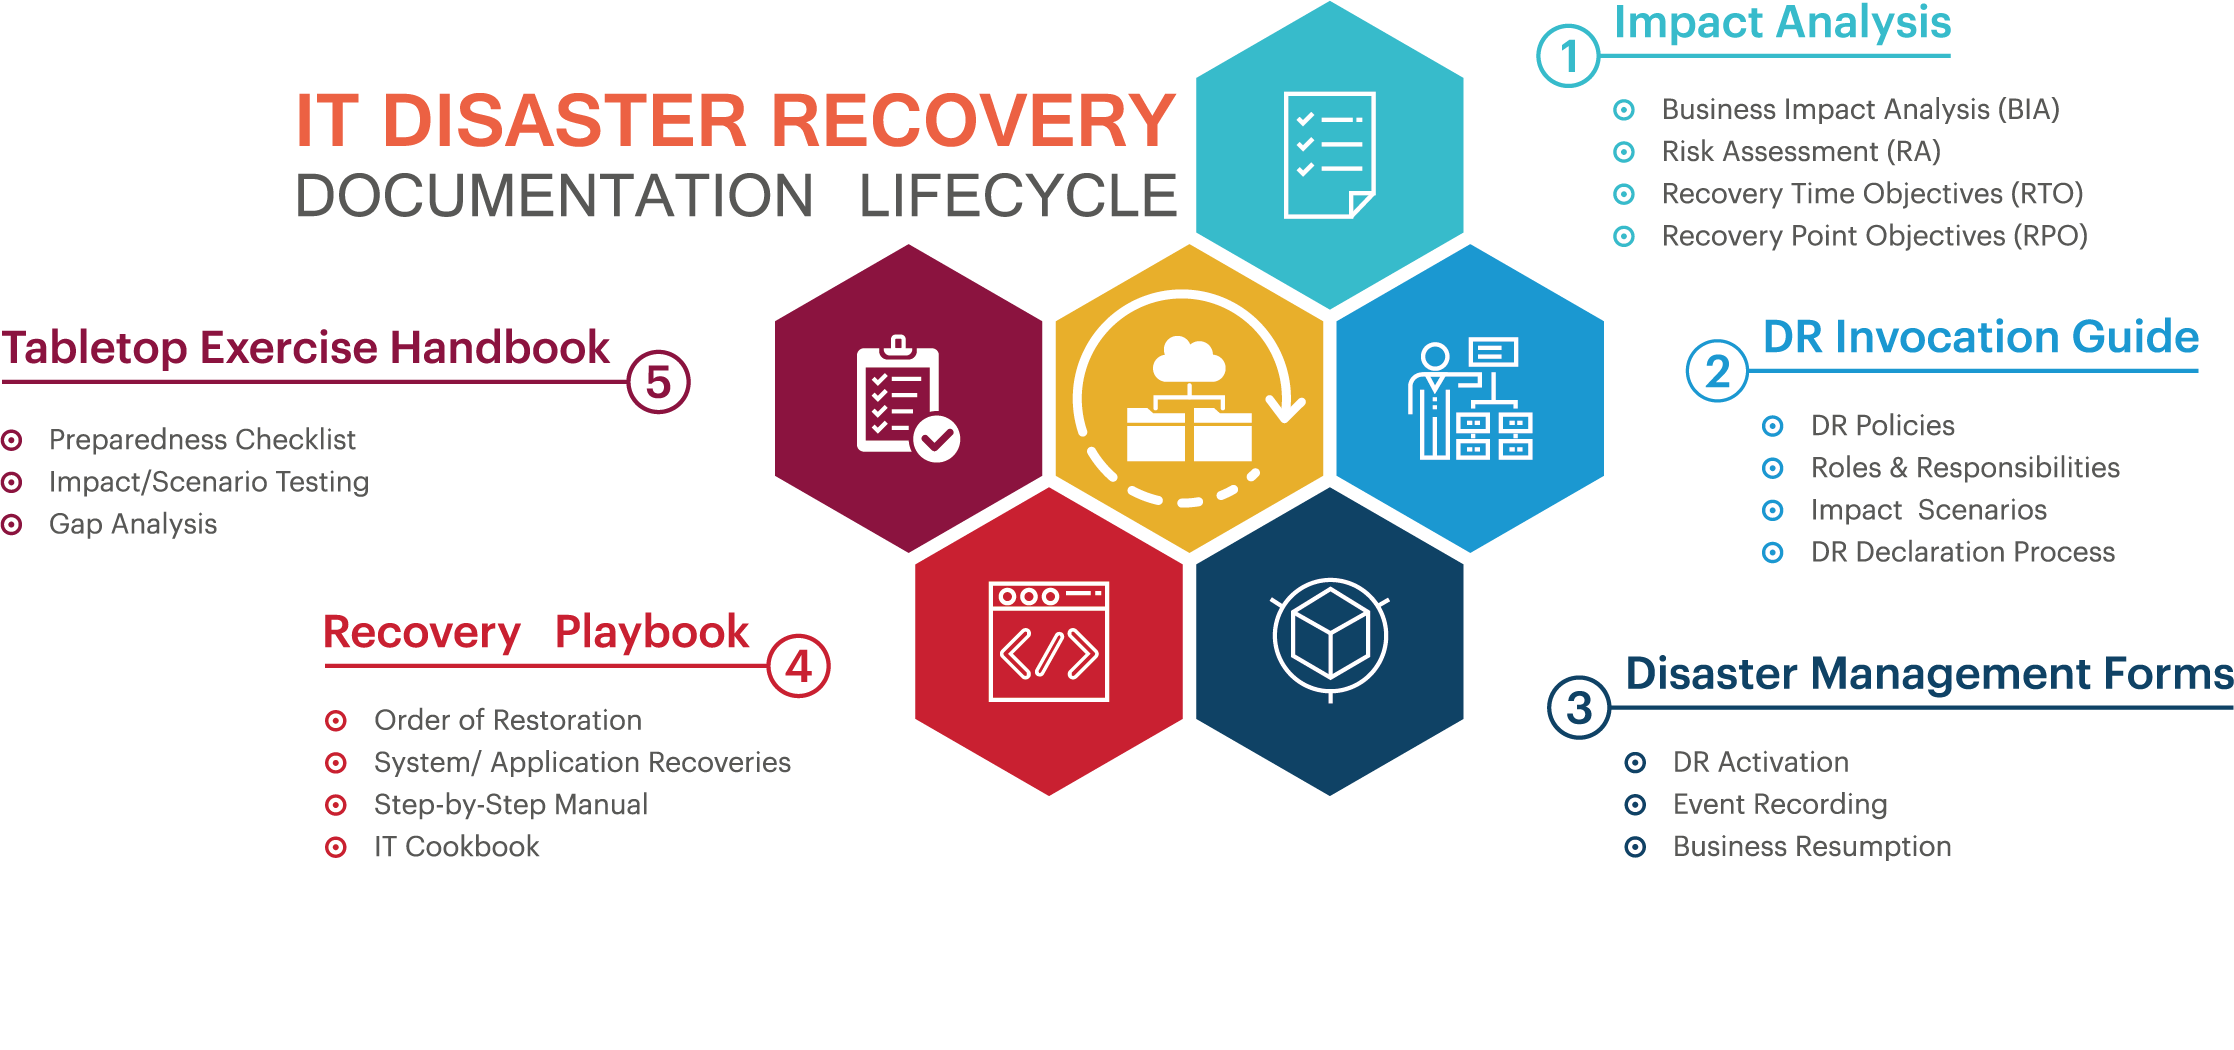 IT DISASTER RECOVERY
DOCUMENTATION LIFECYCLE
1
Impact Analysis
Business Impact Analysis (BIA)
Risk Assessment (RA)
Recovery Time Objectives (RTO)
Recovery Point Objectives (RPO)
2
DR Invocation Guide
DR Policies
Roles & Responsibilities
Impact Scenarios
DR Declaration Process
3
Disaster Management Forms
DR Activation
Event Recording
Business Resumption
Recovery Playbook
4
Order of Restoration
System/ Application Recoveries
Step-by-Step Manual
IT Cookbook
Tabletop Exercise Handbook
5
Preparedness Checklist
Impact/Scenario Testing
Gap Analysis